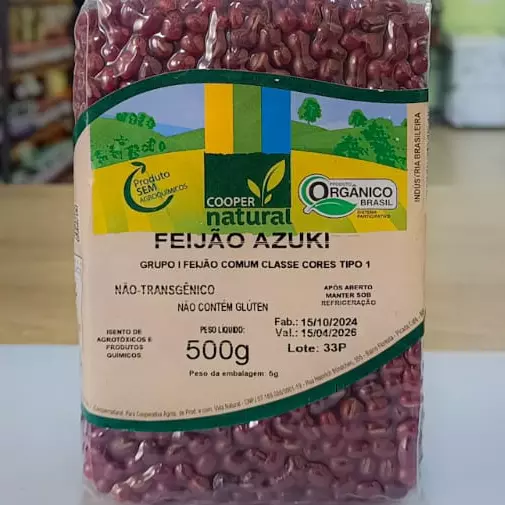 Produto
SEM
AGROQUÍMICOS
COOPER
natural
PRODUTO
ORGÂNICO
BRASIL
SISTEMA
PARTICIPATIVO
INDÚSTRIA BRASILEIRA
FEIJÃO AZUKI
GRUPO I FEIJÃO COMUM CLASSE CORES TIPO 1
NÃO-TRANSGÊNICO
NÃO CONTÉM GLÚTEN
APÓS ABERTO
MANTER SOB
REFRIGERAÇÃO
ISENTO DE
AGROTÓXICOS E
PRODUTOS
QUÍMICOS
PESO LÍQUIDO:
500g
Peso da embalagem: 5g
Fab.: 15/10/2024
Val.: 15/04/2026
Lote: 33P